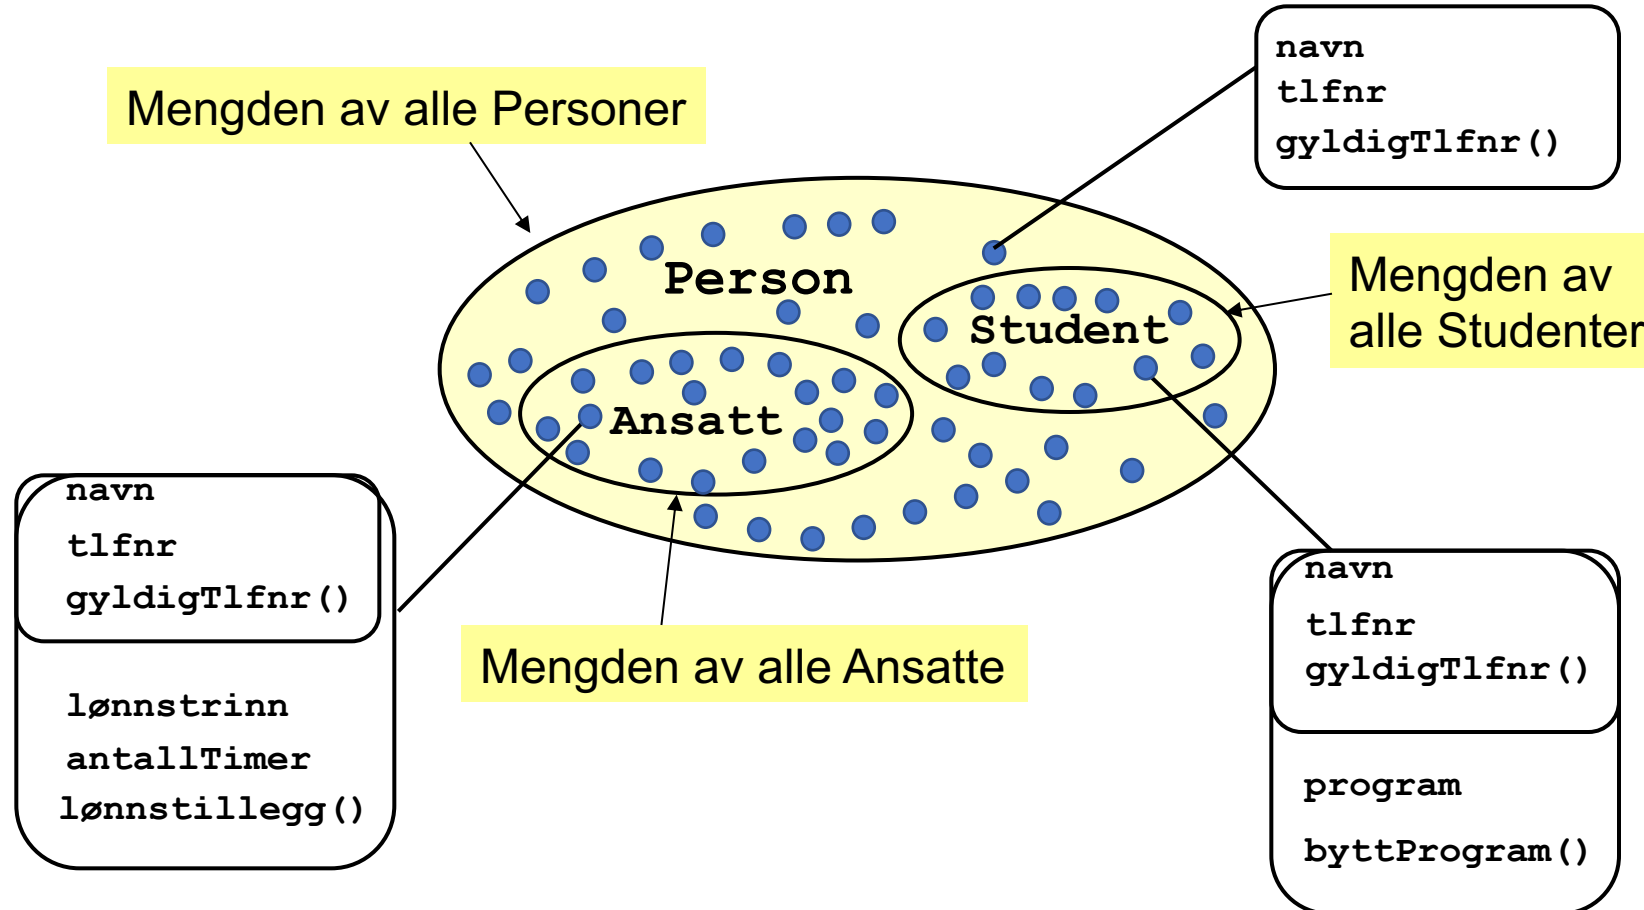 Mengden av alle Personer
navn
tlfnr
gyldigTlfnr()
Person
Mengden av
alle Studenter
Student
Ansatt
navn
tlfnr
gyldigTlfnr()
lønnstrinn
antallTimer
lønnstillegg()
Mengden av alle Ansatte
navn
tlfnr
gyldigTlfnr()
program
byttProgram()